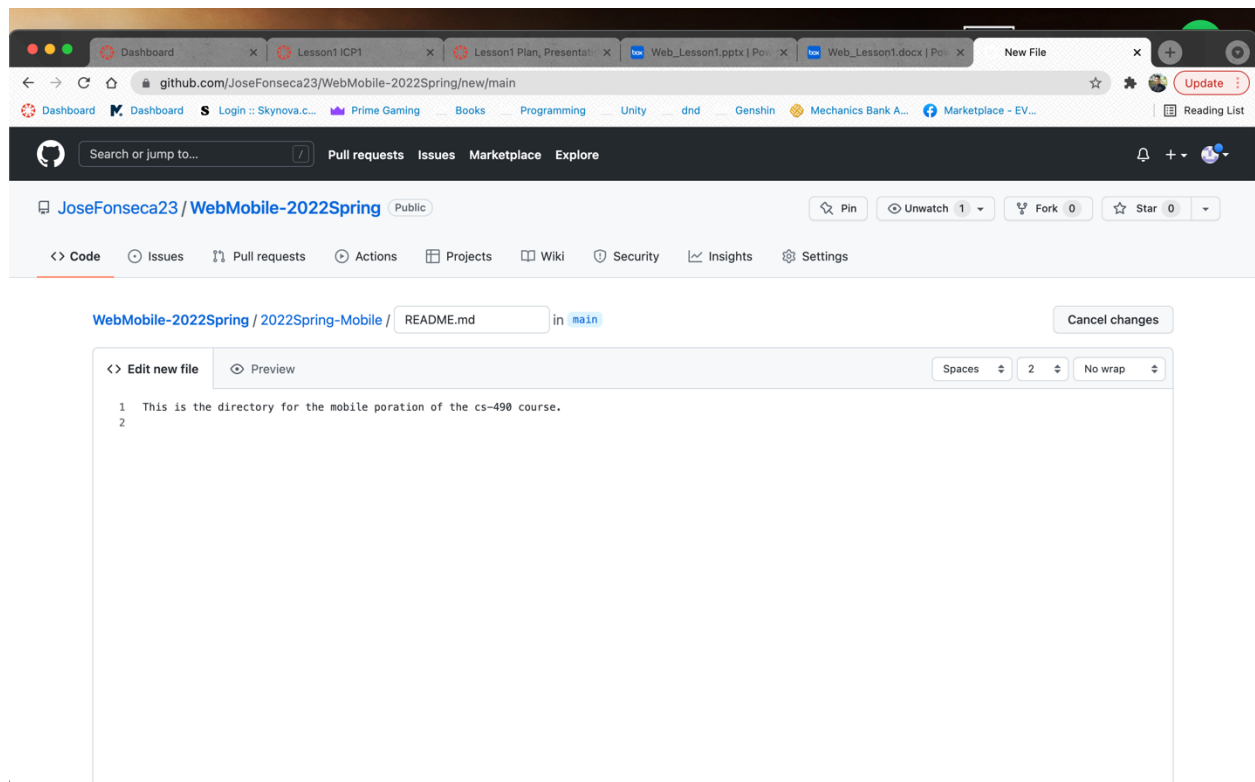 Dashboard Lesson1 ICP1 Lesson1 Plan, Presentati Web_Lesson1.pptx | Pow Web_Lesson1.docx | Pow New File
github.com/JoseFonseca23/WebMobile-2022Spring/new/main Update
Dashboard Dashboard Login :: Skynova.c... Prime Gaming Books Programming Unity dnd Genshin Mechanics Bank A... Marketplace - EV... Reading List
Search or jump to... / Pull requests Issues Marketplace Explore
JoseFonseca23 / WebMobile-2022Spring Public Pin Unwatch 1 Fork 0 Star 0
<> Code Issues Pull requests Actions Projects Wiki Security Insights Settings
WebMobile-2022Spring / 2022Spring-Mobile / README.md in main Cancel changes
<> Edit new file Preview Spaces 2 No wrap
1 This is the directory for the mobile poration of the cs-490 course.
2